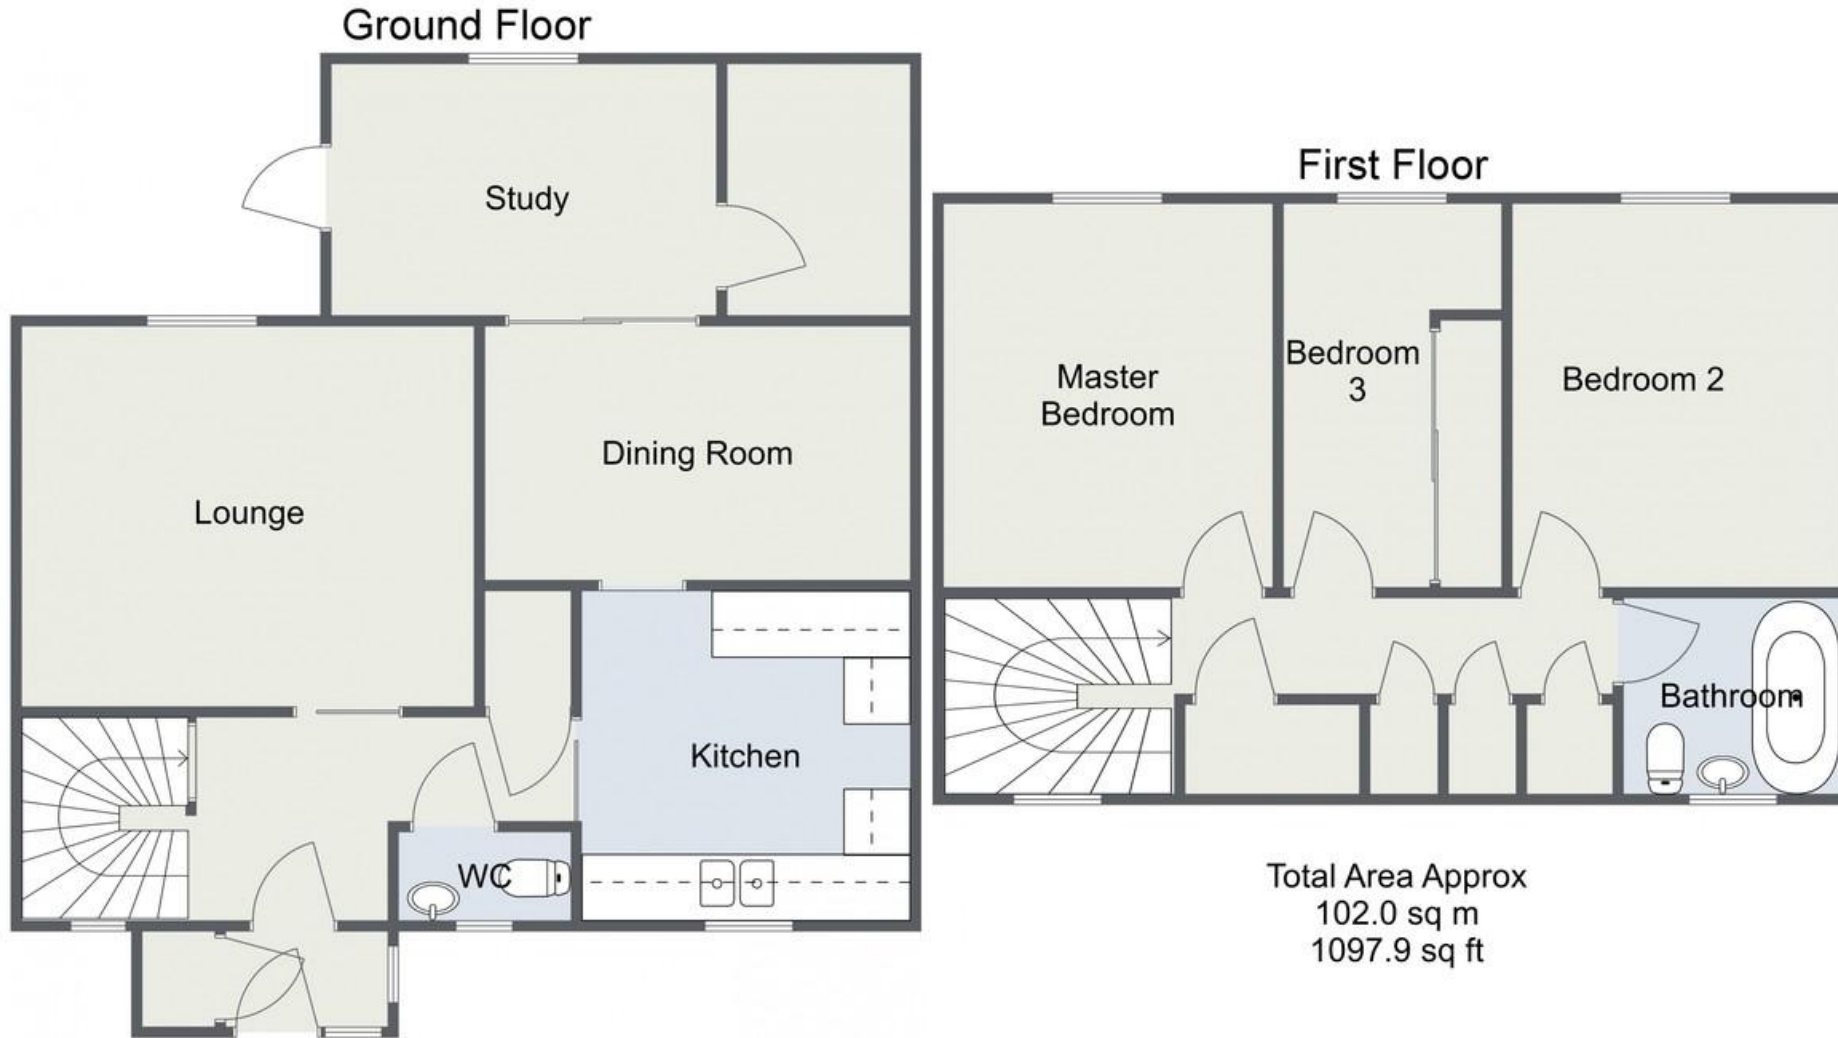 Ground Floor
Study
Lounge
Dining Room
Kitchen
WC
First Floor
Master
Bedroom
Bedroom
3
Bedroom 2
Bathroom
Total Area Approx
102.0 sq m
1097.9 sq ft